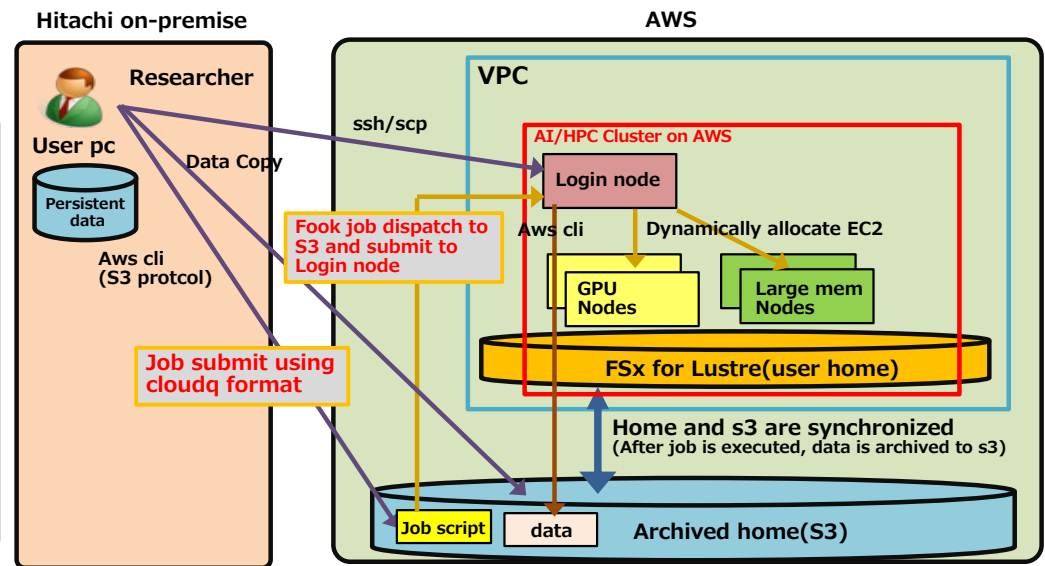 Hitachi on-premise
AWS
Researcher
User pc
Persistent
data
Aws cli
(S3 protcol)
Data Copy
ssh/scp
VPC
AI/HPC Cluster on AWS
Login node
Fook job dispatch to
S3 and submit to
Login node
Aws cli
Dynamically allocate EC2
GPU
Nodes
Large mem
Nodes
FSx for Lustre(user home)
Job submit using
cloudq format
Home and s3 are synchronized
(After job is executed, data is archived to s3)
Job script
data
Archived home(S3)